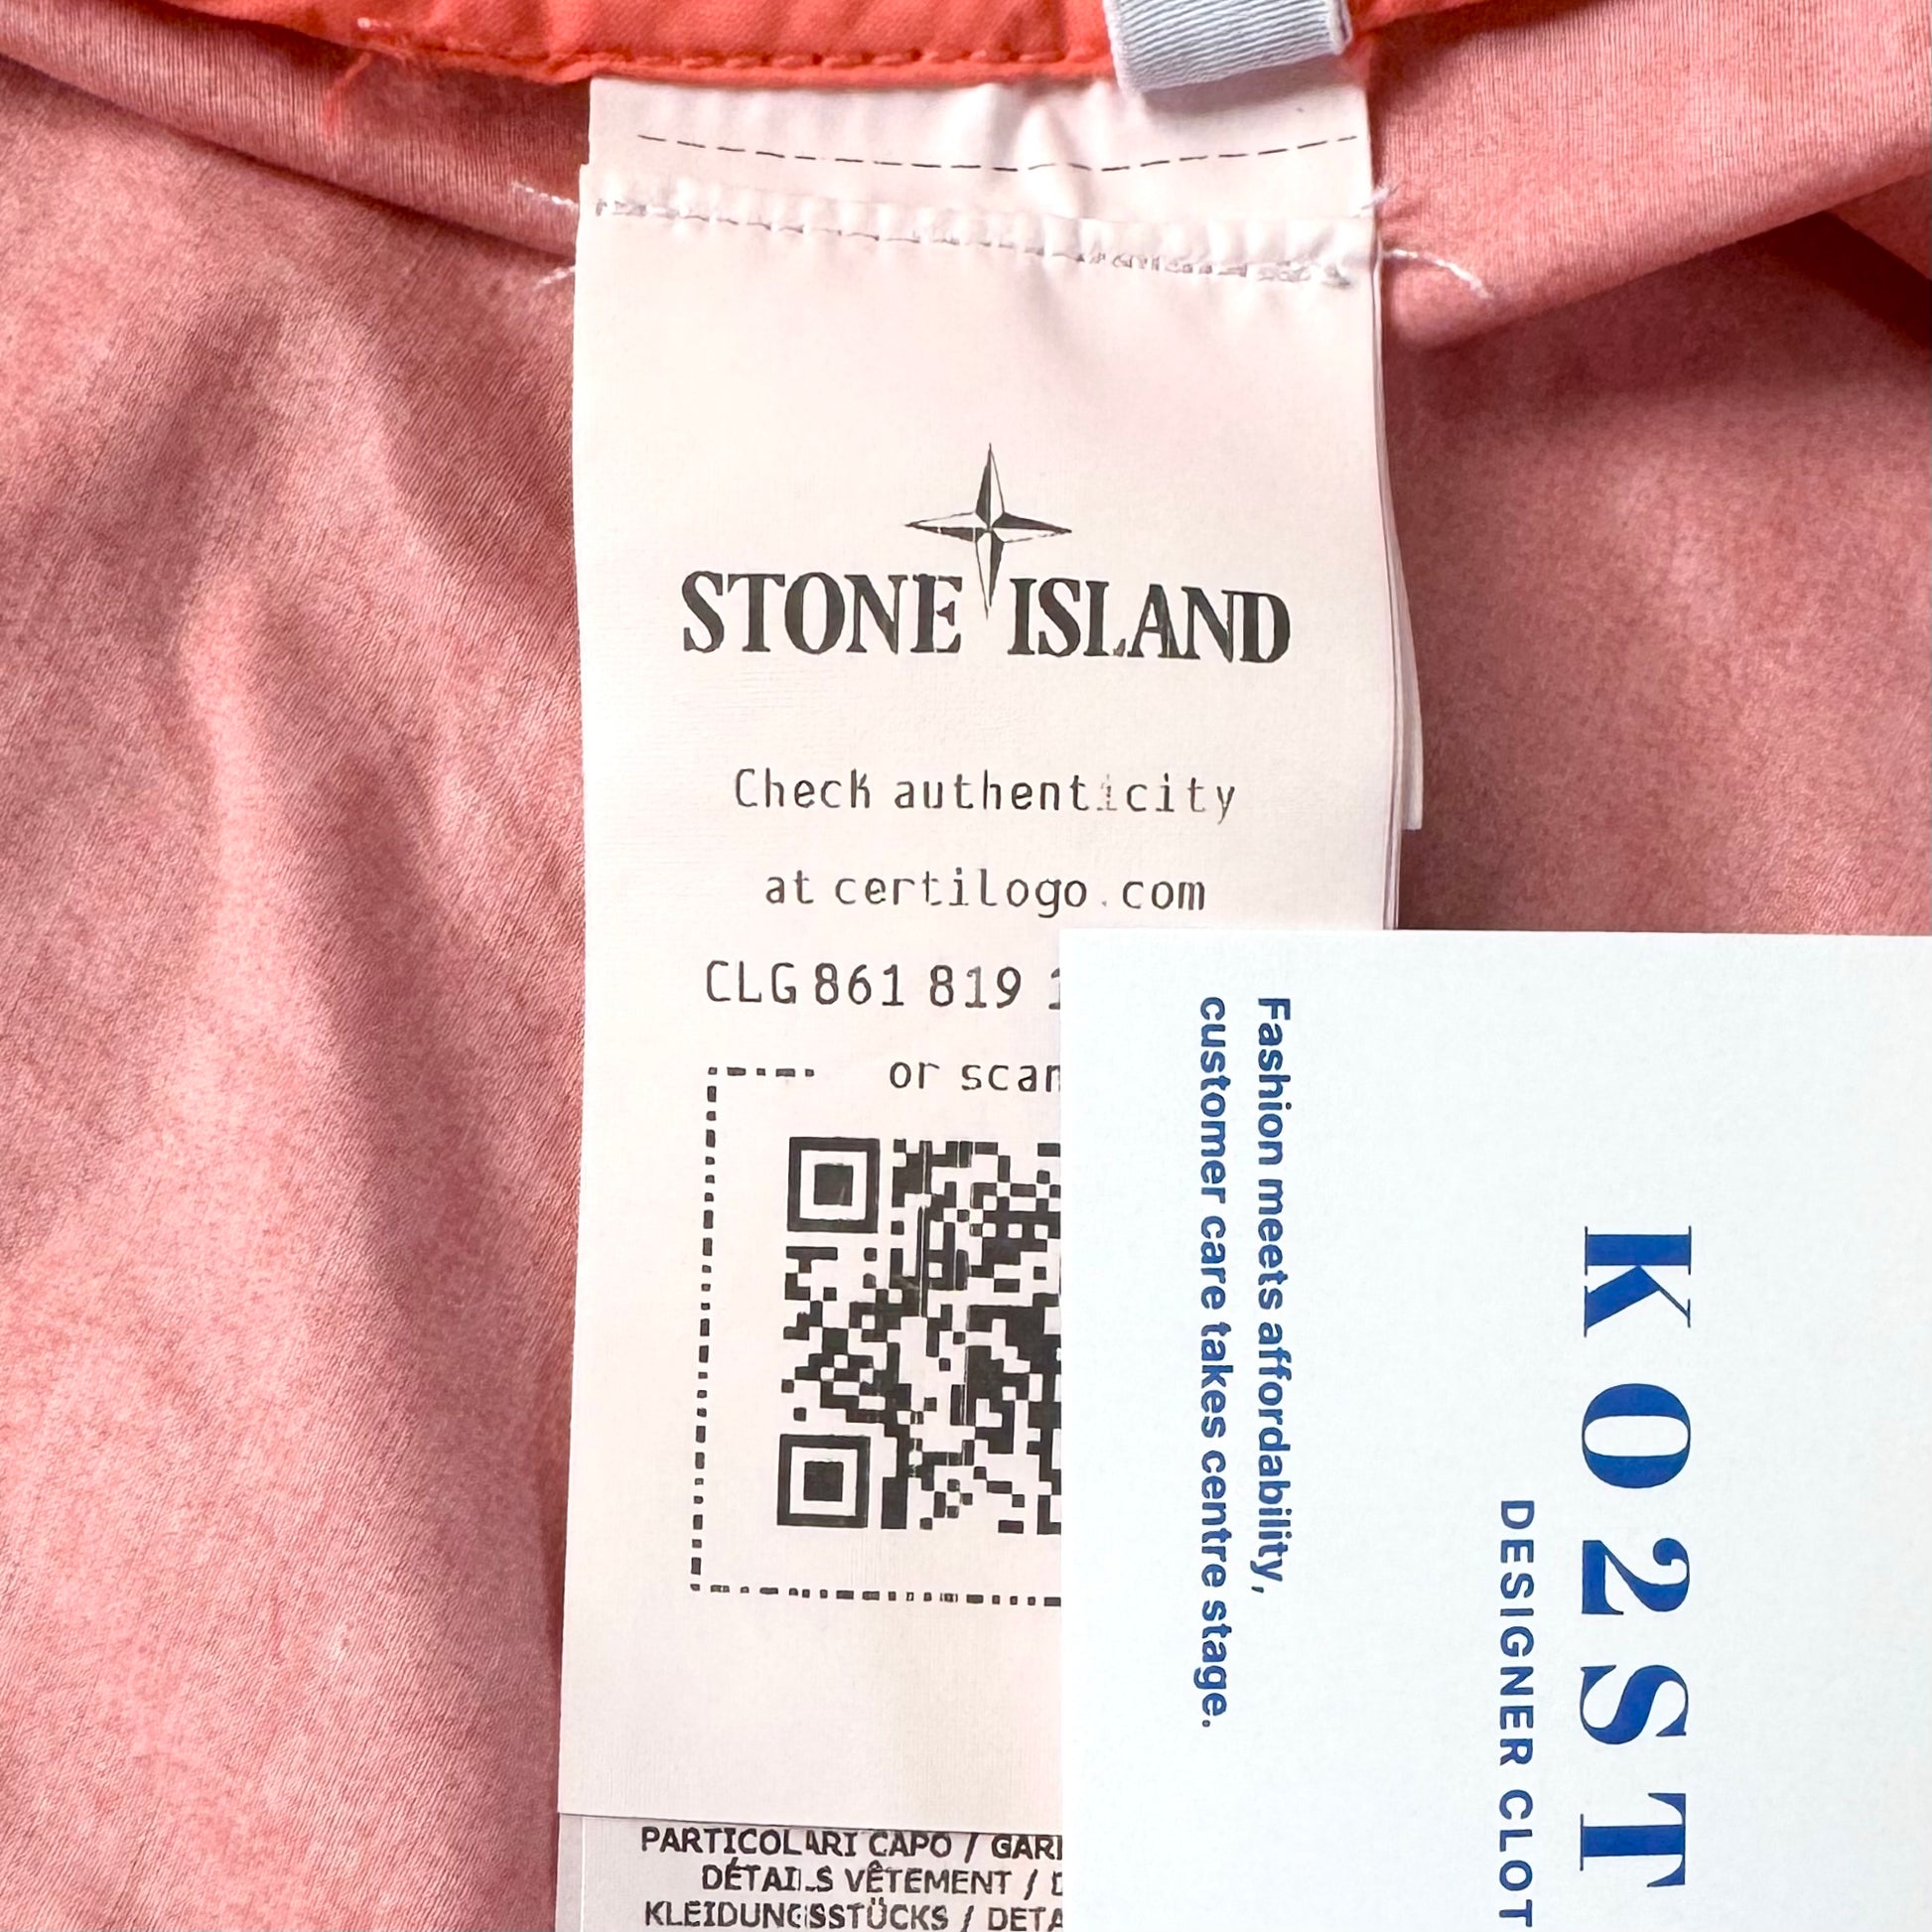 STONE ISLAND
Check authenticity
at certilogo.com
CLG 861 819 1
or scan
PARTICOLARI CAPO / GAR
DÉTAILS VÊTEMENT / D
KLEIDUNGSSTÜCKS / DETA
Fashion meets affordability,
customer care takes centre stage.
KO2ST
DESIGNER CLOT